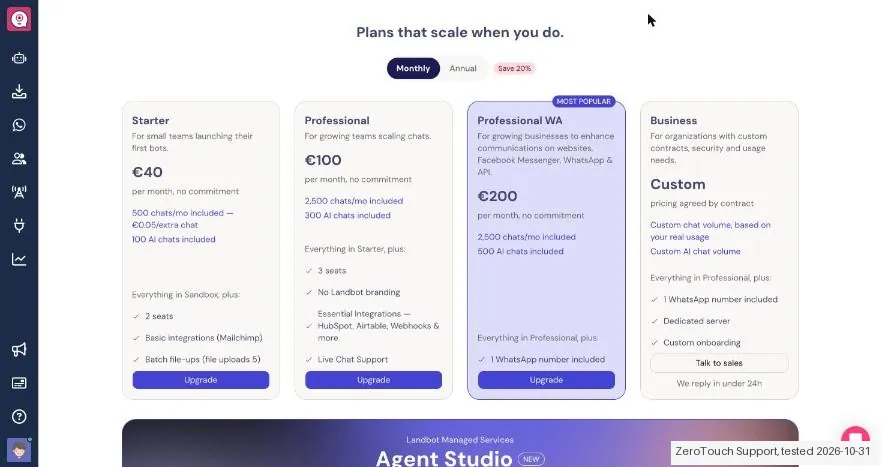 Plans that scale when you do.
Monthly
Annual
Save 20%
Starter
For small teams launching their
first bots.
€40
per month, no commitment
500 chats/mo included —
€0.05/extra chat
100 AI chats included
Everything in Sandbox, plus:
2 seats
Basic integrations (Mailchimp)
Batch file-ups (file uploads 5)
Upgrade
Professional
For growing teams scaling chats.
€100
per month, no commitment
2,500 chats/mo included
300 AI chats included
Everything in Starter, plus:
3 seats
No Landbot branding
Essential Integrations —
HubSpot, Airtable, Webhooks &
more
Live Chat Support
Upgrade
MOST POPULAR
Professional WA
For growing businesses to enhance
communications on websites,
Facebook Messenger, WhatsApp &
API.
€200
per month, no commitment
2,500 chats/mo included
500 AI chats included
Everything in Professional, plus:
1 WhatsApp number included
Upgrade
Business
For organizations with custom
contracts, security and usage
needs.
Custom
pricing agreed by contract
Custom chat volume, based on
your real usage
Custom AI chat volume
Everything in Professional, plus:
1 WhatsApp number included
Dedicated server
Custom onboarding
Talk to sales
We reply in under 24h
Landbot Managed Services
Agent Studio NEW
ZeroTouch Support, tested 2026-10-31